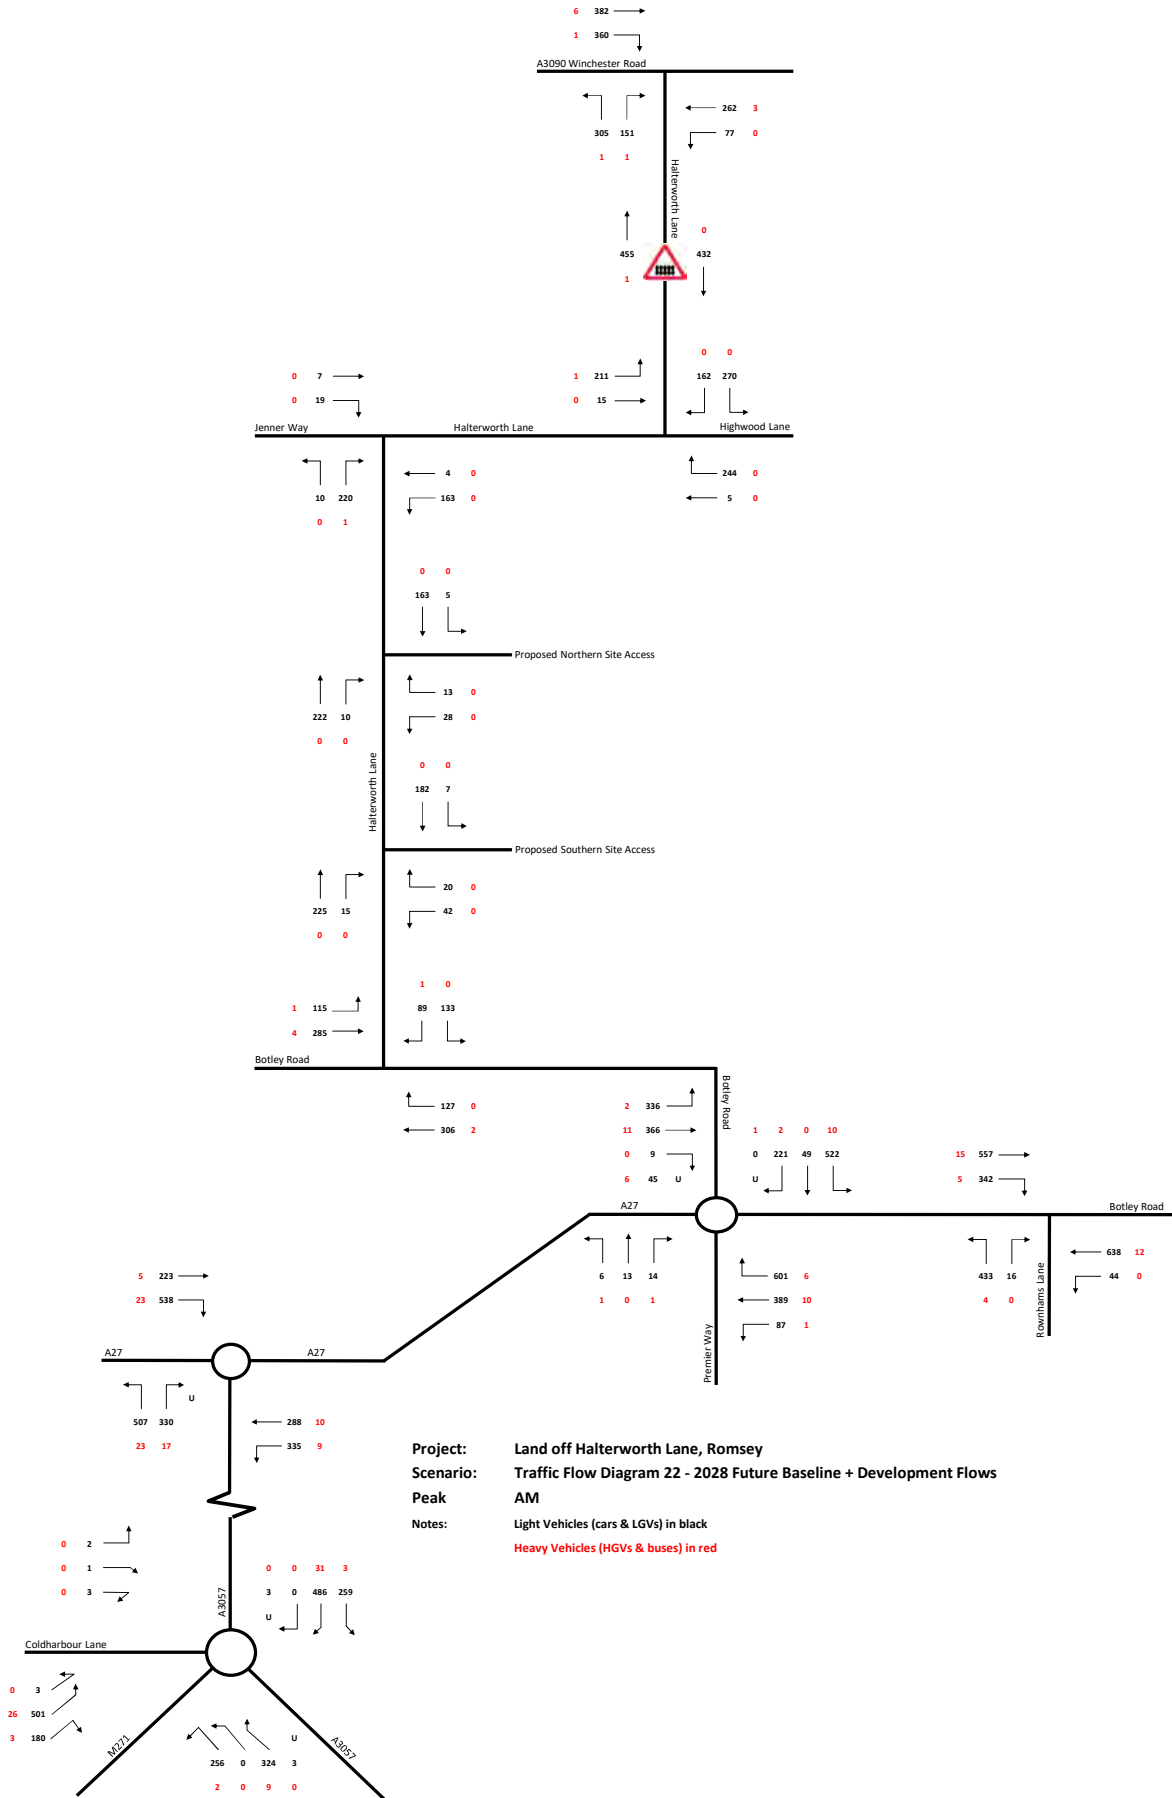 6 382
1 360
A3090 Winchester Road
262 3
305 151
77 0
1 1
Halterworth Lane
0
455 432
1
0 0
0 7
1 211
162 270
0 19
0 15
Jenner Way
Halterworth Lane
Highwood Lane
4 0
244 0
10 220
163 0
5 0
0 1
0 0
163 5
Proposed Northern Site Access
13 0
222 10
28 0
0 0
Halterworth Lane
0 0
182 7
Proposed Southern Site Access
20 0
225 15
42 0
0 0
1 0
1 115
89 133
4 285
Botley Road
Botley Road
127 0
2 336
306 2
11 366
1 2 0 10
0 9
0 221 49 522
15 557
6 45 U
U
5 342
A27
Botley Road
638 12
5 223
6 13 14
601 6
433 16
44 0
23 538
1 0 1
389 10
4 0
Rownhams Lane
87 1
Premier Way
A27
A27
U
507 330
288 10
23 17
335 9
Project: Land off Halterworth Lane, Romsey
Scenario: Traffic Flow Diagram 22 - 2028 Future Baseline + Development Flows
Peak AM
Notes: Light Vehicles (cars & LGVs) in black
Heavy Vehicles (HGVs & buses) in red
0 2
0 1
0 0 31 3
0 3
3 0 486 259
A3057
U
Coldharbour Lane
0 3
26 501
3 180
M271
U
A3057
256 0 324 3
2 0 9 0